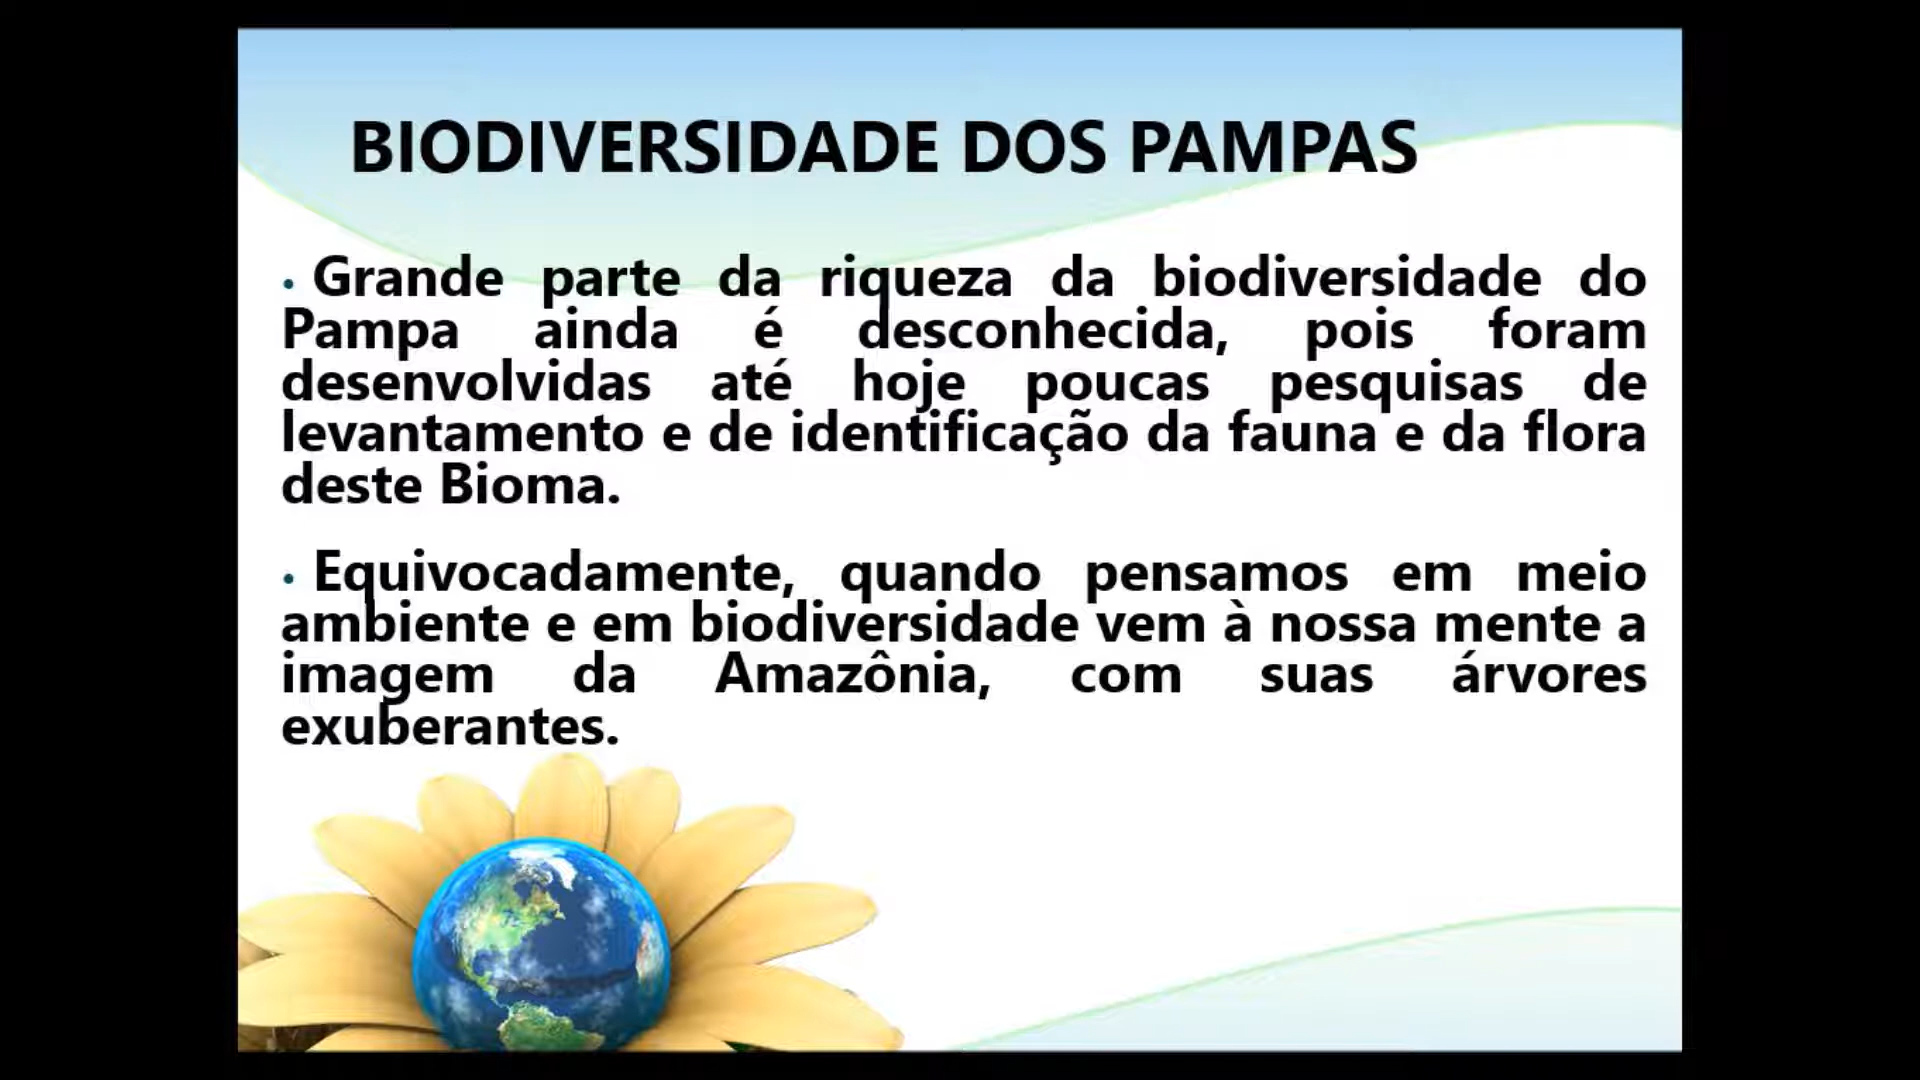 BIODIVERSIDADE DOS PAMPAS
• Grande parte da riqueza da biodiversidade do
Pampa ainda é desconhecida, pois foram
desenvolvidas até hoje poucas pesquisas de
levantamento e de identificação da fauna e da flora
deste Bioma.
• Equivocadamente, quando pensamos em meio
ambiente e em biodiversidade vem à nossa mente a
imagem da Amazônia, com suas árvores
exuberantes.